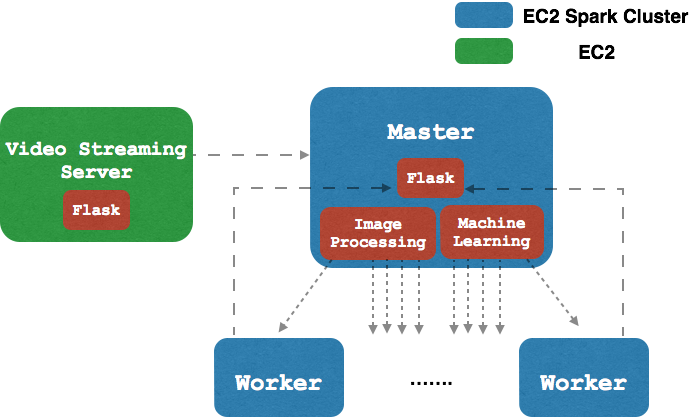 EC2 Spark Cluster
EC2
Video Streaming
Server
Flask
Master
Flask
Image
Processing
Machine
Learning
Worker
.......
Worker